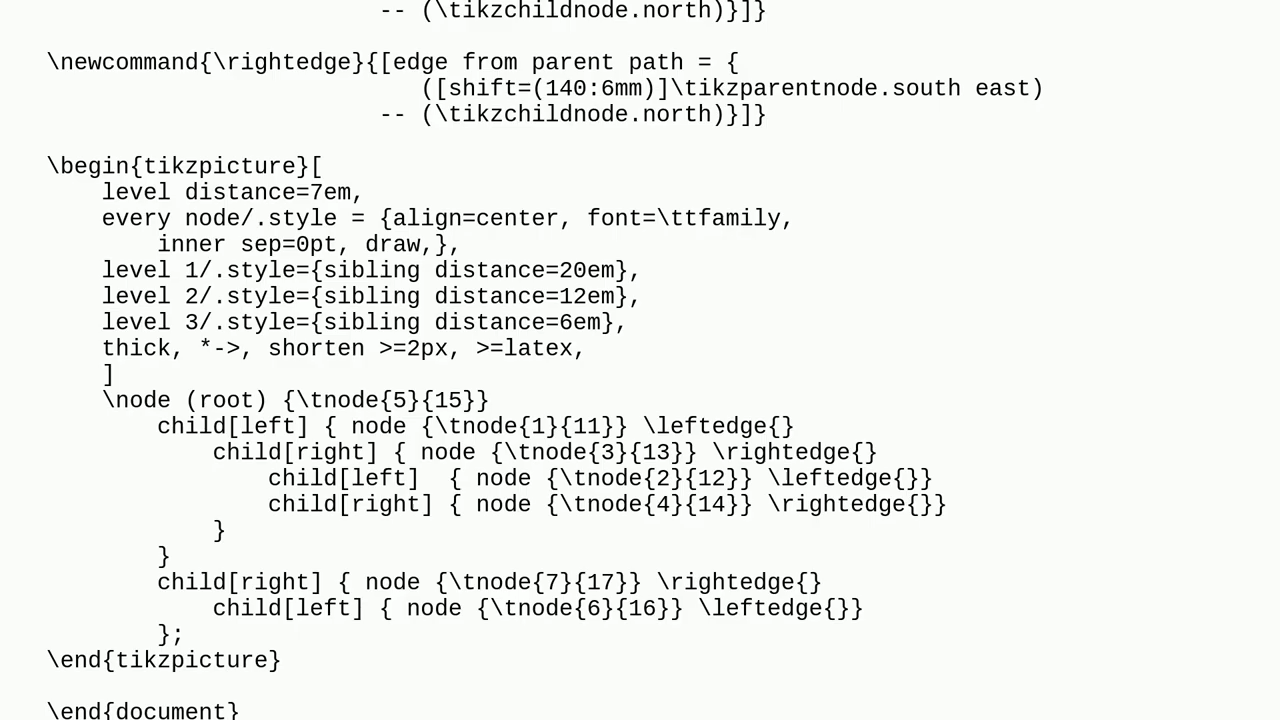 -- (\tikzchildnode.north)}]}

\newcommand{\rightedge}{[edge from parent path = {
                           ([shift=(140:6mm)]\tikzparentnode.south east)
                        -- (\tikzchildnode.north)}]}

\begin{tikzpicture}[
    level distance=7em,
    every node/.style = {align=center, font=\ttfamily,
        inner sep=0pt, draw,},
    level 1/.style={sibling distance=20em},
    level 2/.style={sibling distance=12em},
    level 3/.style={sibling distance=6em},
    thick, *->, shorten >=2px, >=latex,
    ]
    \node (root) {\tnode{5}{15}}
        child[left] { node {\tnode{1}{11}} \leftedge{}
            child[right] { node {\tnode{3}{13}} \rightedge{}
                child[left]  { node {\tnode{2}{12}} \leftedge{}}
                child[right] { node {\tnode{4}{14}} \rightedge{}}
            }
        }
        child[right] { node {\tnode{7}{17}} \rightedge{}
            child[left] { node {\tnode{6}{16}} \leftedge{}}
        };
\end{tikzpicture}

\end{document}